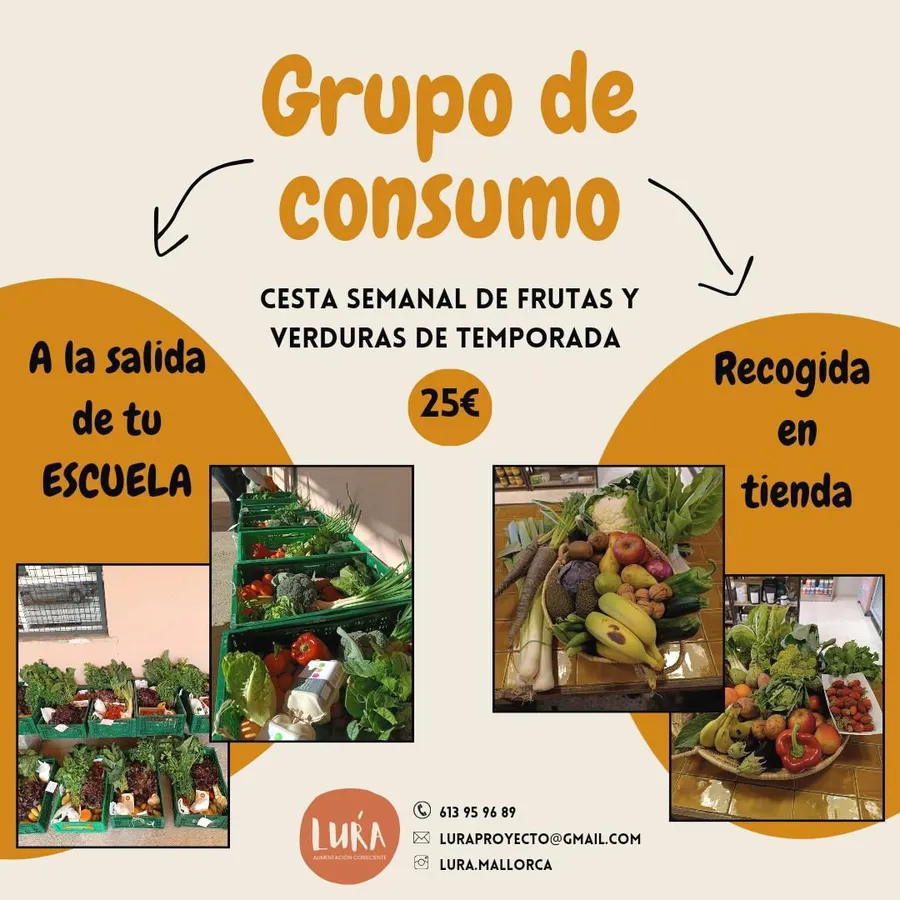 Grupo de
consumo
CESTA SEMANAL DE FRUTAS Y
VERDURAS DE TEMPORADA
25€
A la salida
de tu
ESCUELA
Recogida
en
tienda
LURA
ALIMENTACIÓN CONSCIENTE
613 95 96 89
LURAPROYECTO@GMAIL.COM
LURA.MALLORCA